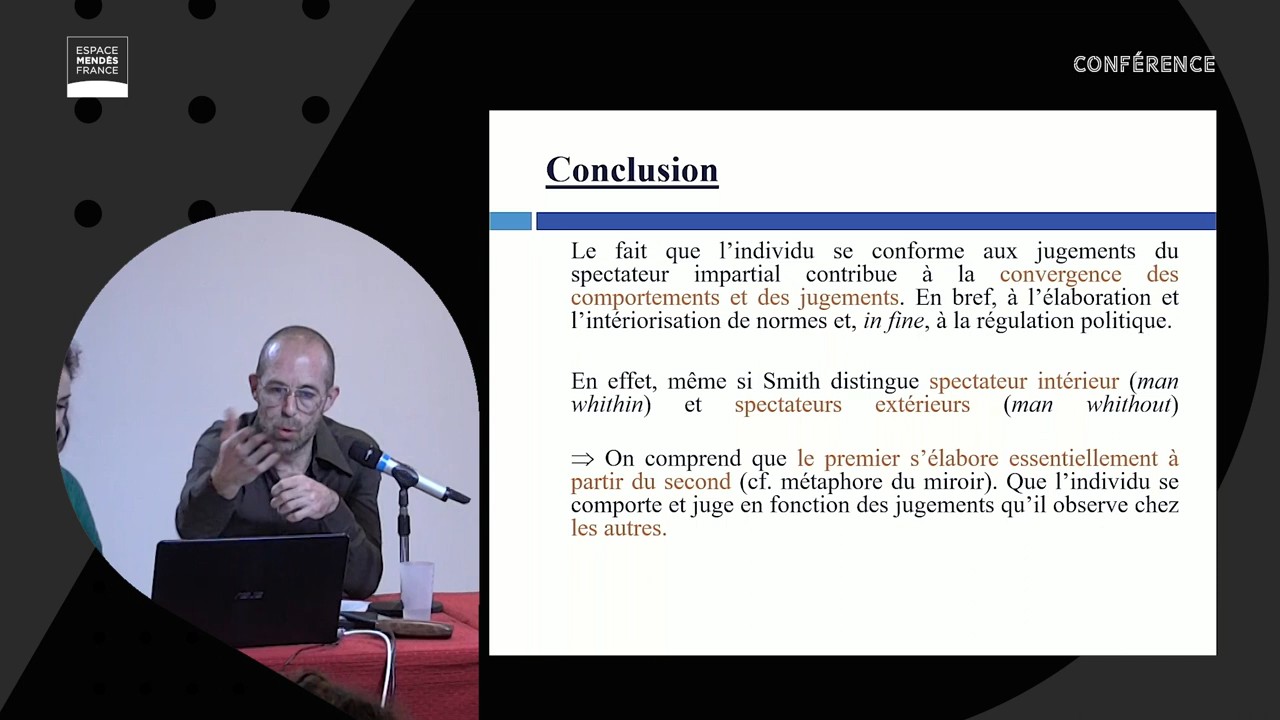 ESPACE
MENDÈS
FRANCE
CONFÉRENCE
Conclusion
Le fait que l’individu se conforme aux jugements du
spectateur impartial contribue à la convergence des
comportements et des jugements. En bref, à l’élaboration et
l’intériorisation de normes et, in fine, à la régulation politique.
En effet, même si Smith distingue spectateur intérieur (man
whithin) et spectateurs extérieurs (man whithout)
⇒ On comprend que le premier s’élabore essentiellement à
partir du second (cf. métaphore du miroir). Que l’individu se
comporte et juge en fonction des jugements qu’il observe chez
les autres.
ASUS